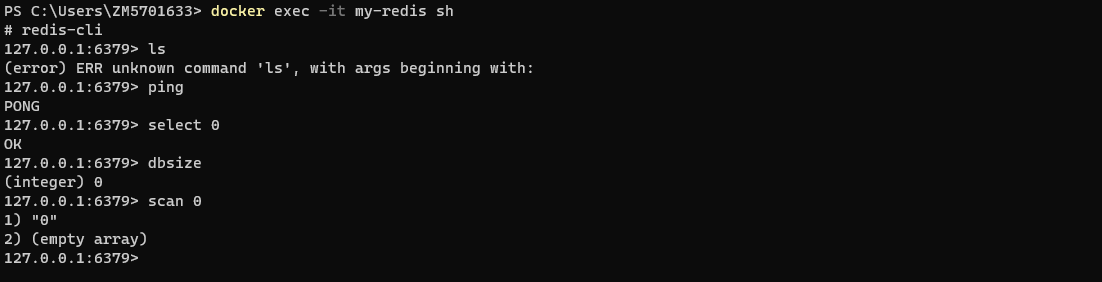 PS C:\Users\ZM5701633> docker exec -it my-redis sh
# redis-cli
127.0.0.1:6379> ls
(error) ERR unknown command 'ls', with args beginning with:
127.0.0.1:6379> ping
PONG
127.0.0.1:6379> select 0
OK
127.0.0.1:6379> dbsize
(integer) 0
127.0.0.1:6379> scan 0
1) "0"
2) (empty array)
127.0.0.1:6379>